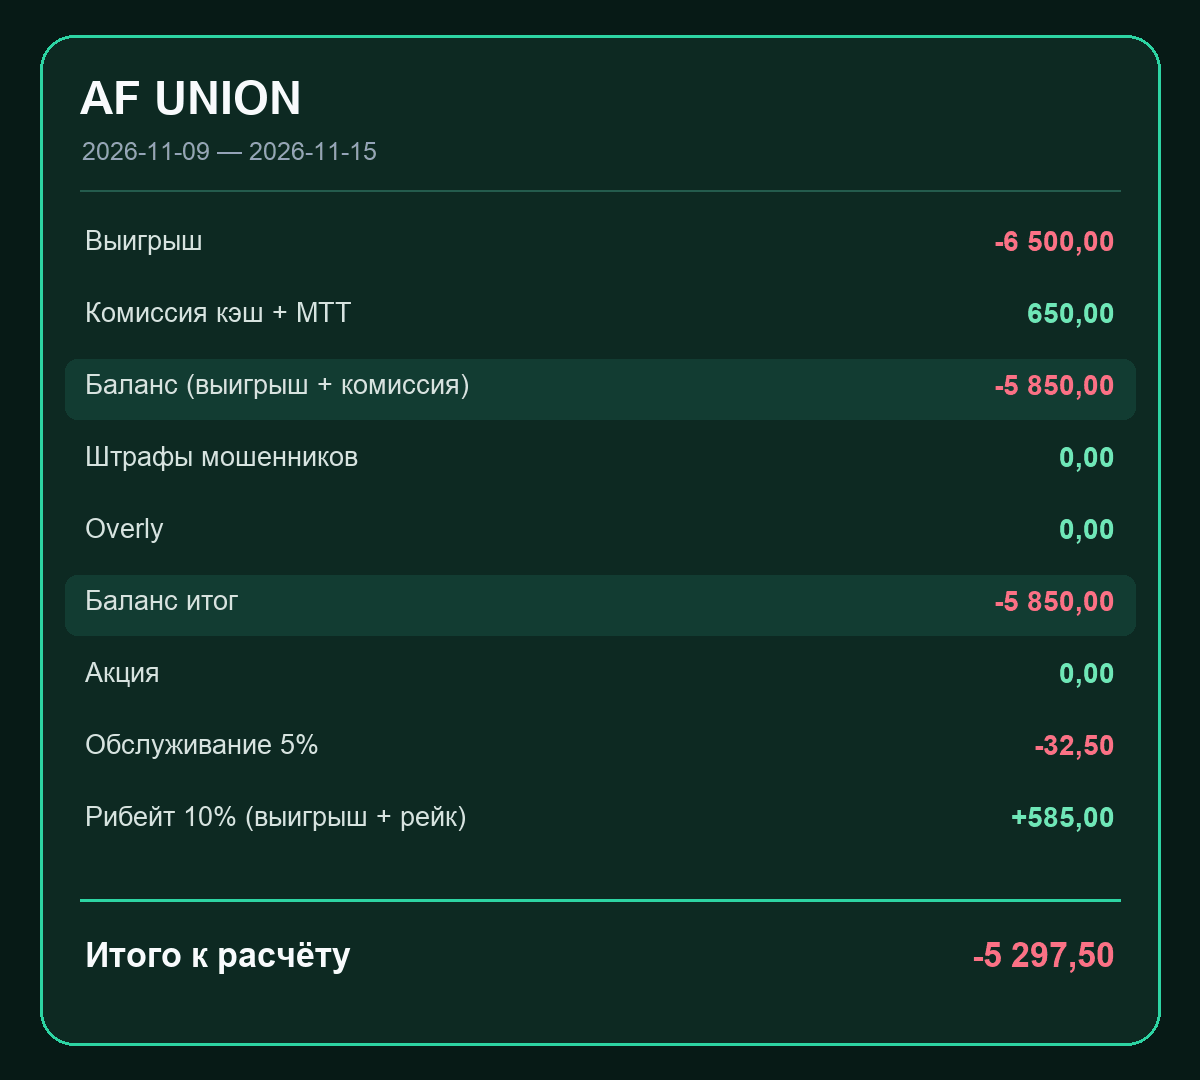 AF UNION
2026-11-09 — 2026-11-15
Выигрыш -6 500,00
Комиссия кэш + МТТ 650,00
Баланс (выигрыш + комиссия) -5 850,00
Штрафы мошенников 0,00
Overly 0,00
Баланс итог -5 850,00
Акция 0,00
Обслуживание 5% -32,50
Рибейт 10% (выигрыш + рейк) +585,00
Итого к расчёту -5 297,50